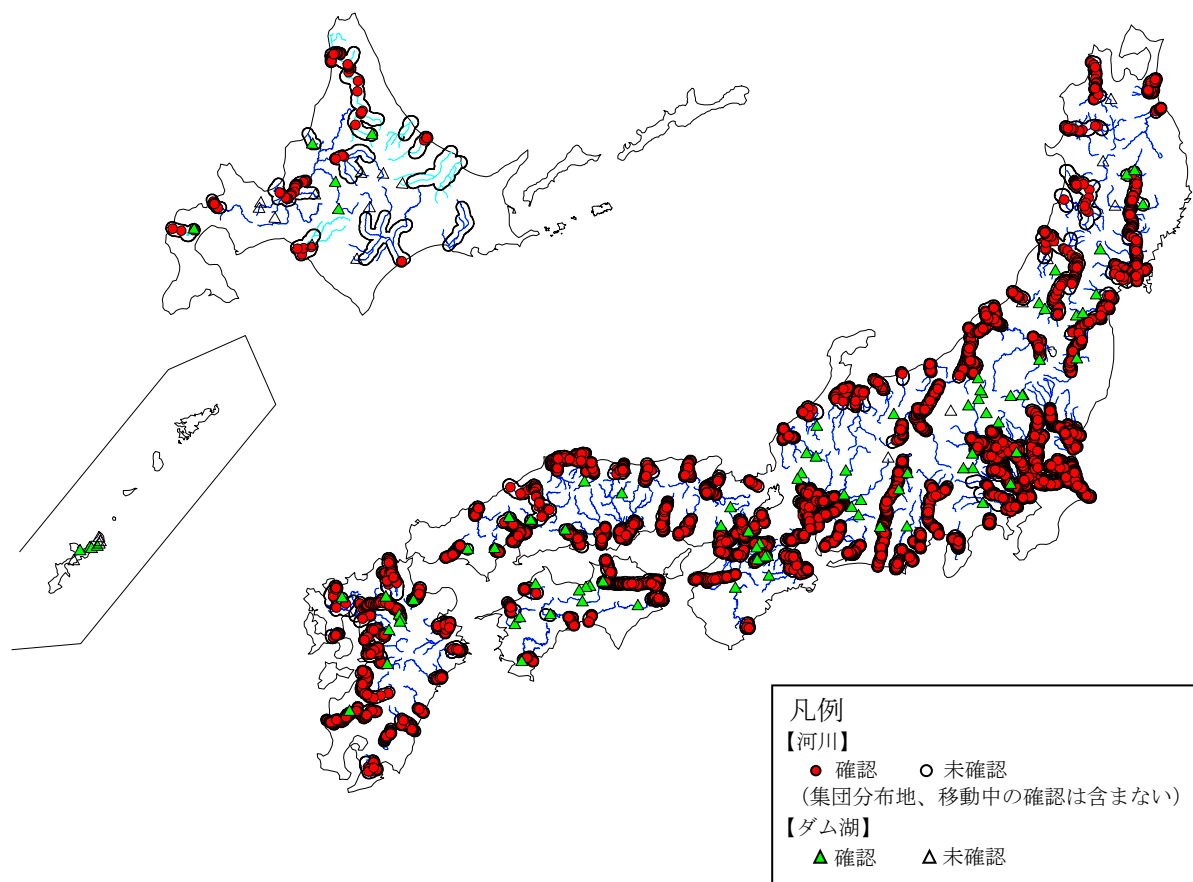 凡例
【河川】
確認 未確認
（集団分布地、移動中の確認は含まない）
【ダム湖】
確認 未確認